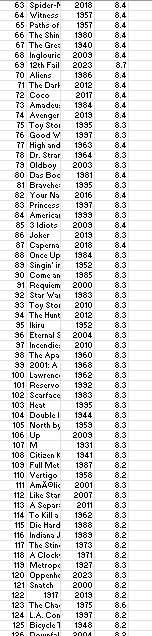 63 Spider-M 2018 8.4
64 Witness 1957 8.4
65 Paths of 1957 8.4
66 The Shin 1980 8.4
67 The Grea 1940 8.4
68 Inglouric 2009 8.4
69 12th Fail 2023 8.7
70 Aliens 1986 8.4
71 The Dark 2012 8.4
72 Coco 2017 8.4
73 Amadeu 1984 8.4
74 Avenger 2019 8.4
75 Toy Stor 1995 8.3
76 Good W 1997 8.3
77 High and 1963 8.4
78 Dr. Stran 1964 8.3
79 Oldboy 2003 8.3
80 Das Boo 1981 8.4
81 Bravehea 1995 8.3
82 Your Na 2016 8.4
83 Princess 1997 8.3
84 American 1999 8.3
85 3 Idiots 2009 8.4
86 Joker 2019 8.3
87 Caperna 2018 8.4
88 Once Up 1984 8.3
89 Singin' in 1952 8.3
90 Come an 1985 8.3
91 Requiem 2000 8.3
92 Star War 1983 8.3
93 Toy Stor 2010 8.3
94 The Hunt 2012 8.3
95 Ikiru 1952 8.3
96 Eternal S 2004 8.3
97 Incendies 2010 8.3
98 The Apa 1960 8.3
99 2001: A 1968 8.3
100 Lawrenc 1962 8.3
101 Reservo 1992 8.3
102 Scarface 1983 8.3
103 Heat 1995 8.3
104 Double I 1944 8.3
105 North by 1959 8.3
106 Up 2009 8.3
107 M 1931 8.3
108 Citizen K 1941 8.3
109 Full Met 1987 8.2
110 Vertigo 1958 8.2
111 AmÃ©lie 2001 8.3
112 Like Star 2007 8.3
113 A Separa 2011 8.3
114 To Kill a 1962 8.3
115 Die Hard 1988 8.2
116 Indiana J 1989 8.2
117 The Stin 1973 8.2
118 A Clockw 1971 8.2
119 Metropo 1927 8.3
120 Oppenhe 2023 8.3
121 Snatch 2000 8.2
122 1917 2019 8.2
123 The Chao 1925 8.6
124 L.A. Con 1997 8.2
125 Bicycle T 1948 8.2
126 Downfal 2004 8.2